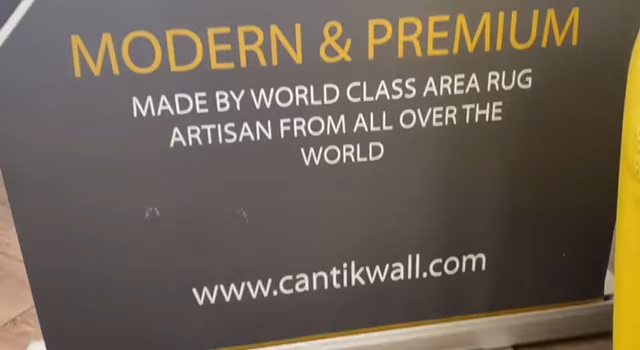 MODERN & PREMIUM
MADE BY WORLD CLASS AREA RUG
ARTISAN FROM ALL OVER THE
WORLD
www.cantikwall.com